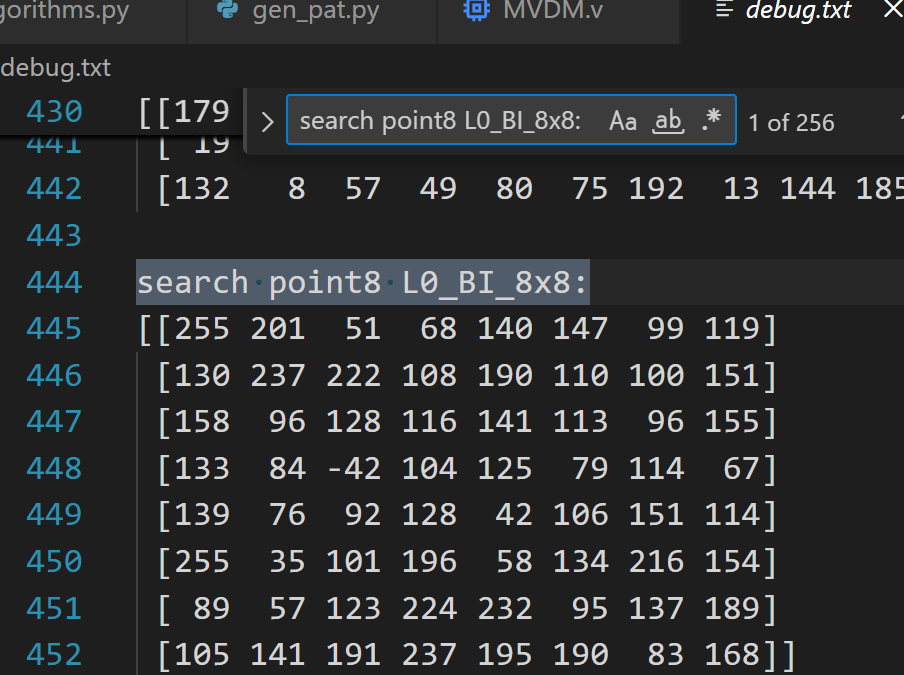 gorithms.py gen_pat.py MVDM.v debug.txt
debug.txt
430 [[179
search point8 L0_BI_8x8: Aa ab .* 1 of 256
441 [ 19
442 [132 8 57 49 80 75 192 13 144 185
443
444 search point8 L0_BI_8x8:
445 [[255 201 51 68 140 147 99 119]
446 [130 237 222 108 190 110 100 151]
447 [158 96 128 116 141 113 96 155]
448 [133 84 -42 104 125 79 114 67]
449 [139 76 92 128 42 106 151 114]
450 [255 35 101 196 58 134 216 154]
451 [ 89 57 123 224 232 95 137 189]
452 [105 141 191 237 195 190 83 168]]